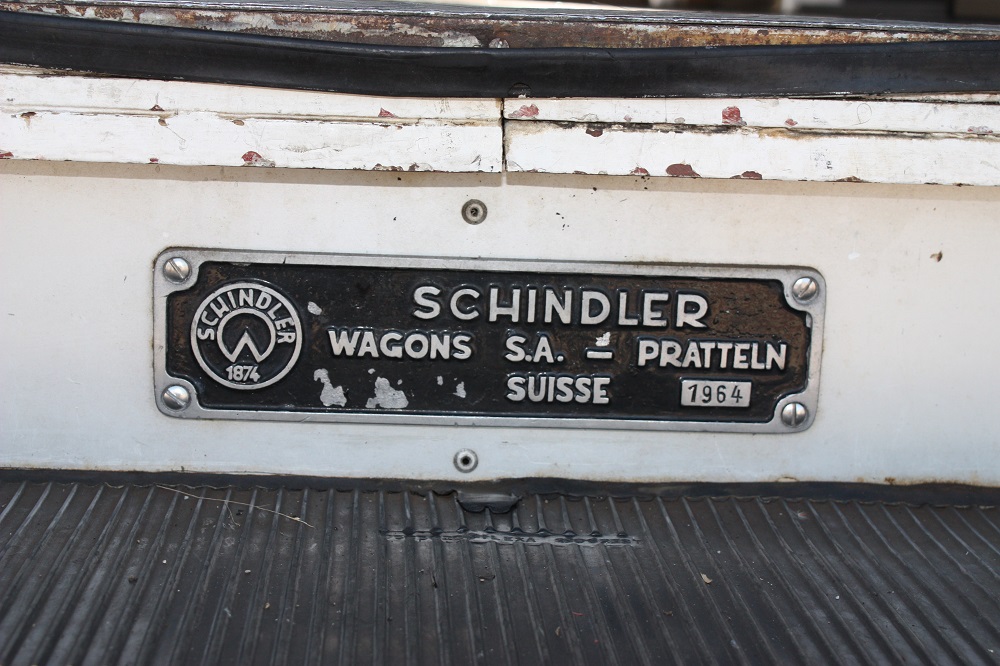 SCHINDLER
1874
SCHINDLER
WAGONS S.A. – PRATTELN
SUISSE 1964